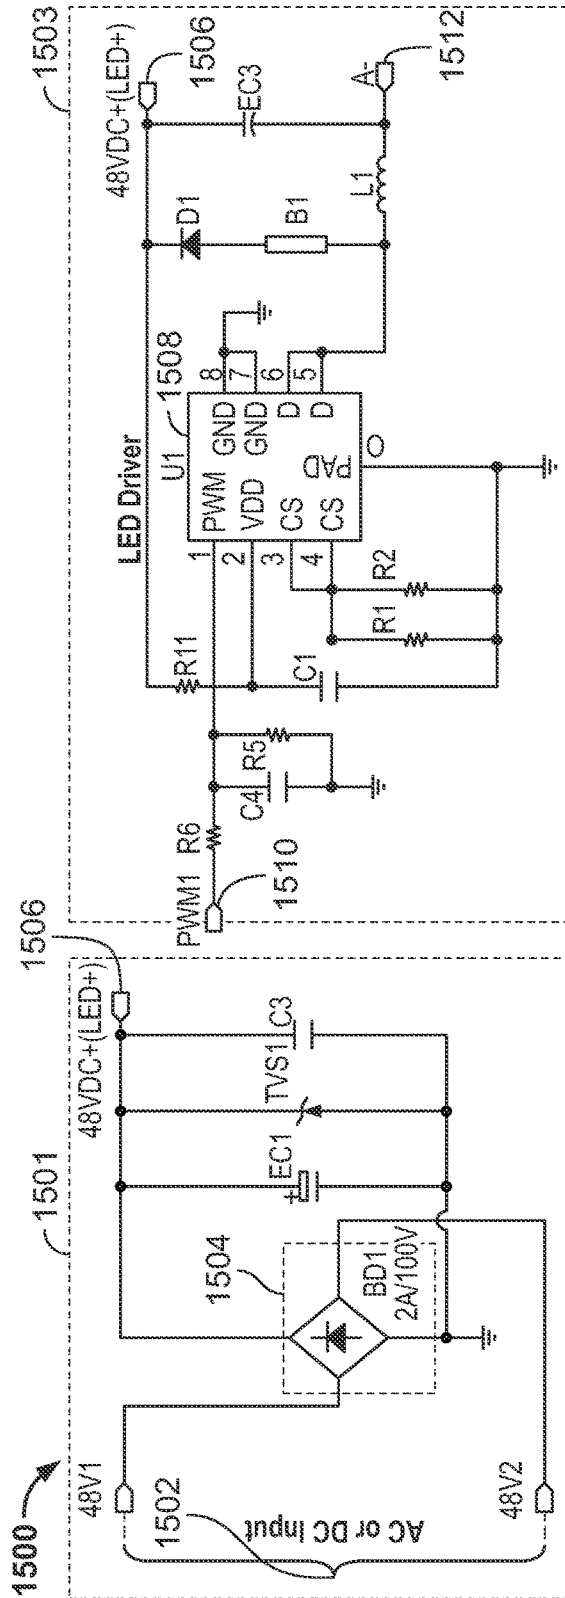 1500
1501
1502
AC or DC Input
48V1
48V2
1504
BD1
2A/100V
EC1
+
TVS1
C3
48VDC+(LED+)
1506
1503
LED Driver
PWM1
1510
R6
C4
R5
R11
C1
R1
R2
U1
1508
1
2
3
4
PWM
VDD
CS
CS
GND
GND
D
D
PAD
O
8
7
6
5
D1
B1
L1
EC3
48VDC+(LED+)
1506
A-
1512